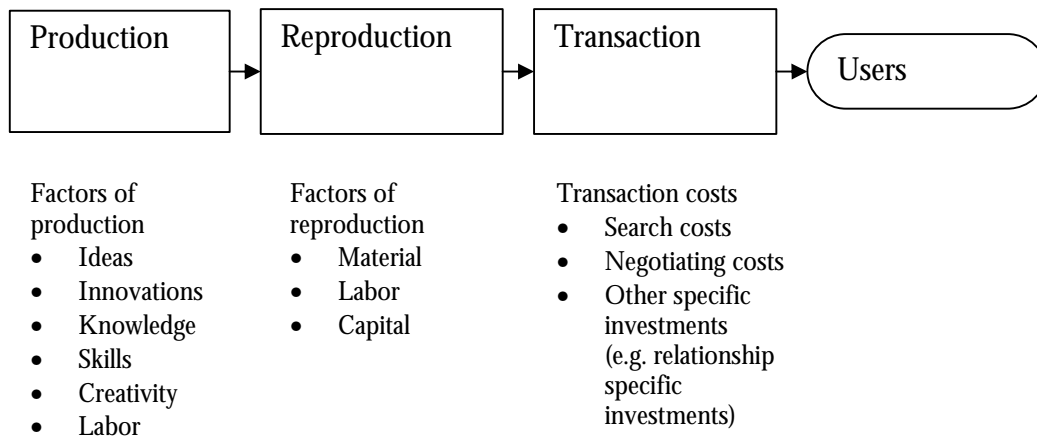 Production
Reproduction
Transaction
Users
Factors of
production
• Ideas
• Innovations
• Knowledge
• Skills
• Creativity
• Labor
Factors of
reproduction
• Material
• Labor
• Capital
Transaction costs
• Search costs
• Negotiating costs
• Other specific
investments
(e.g. relationship
specific
investments)